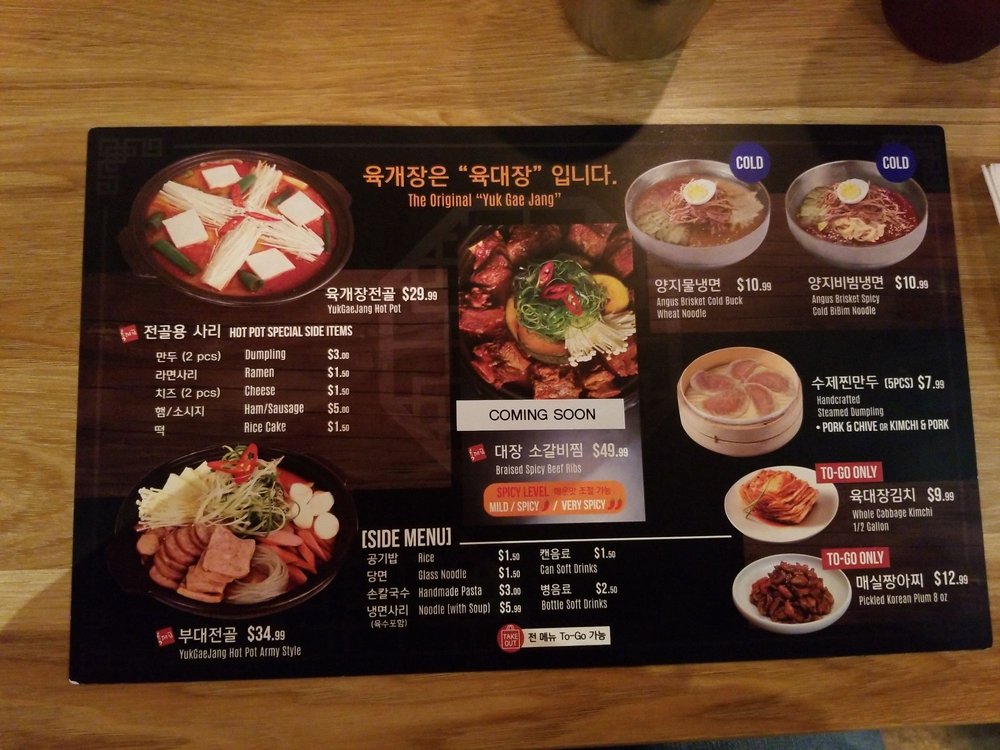 육개장은 "육대장" 입니다.
The Original "Yuk Gae Jang"
육개장전골 $29.99
YukGaeJang Hot Pot
전골용 사리 HOT POT SPECIAL SIDE ITEMS
만두 (2 pcs) Dumpling $3.00
라면사리 Ramen $1.50
치즈 (2 pcs) Cheese $1.50
햄/소시지 Ham/Sausage $5.00
떡 Rice Cake $1.50
부대전골 $34.99
YukGaeJang Hot Pot Army Style
COMING SOON
대장 소갈비찜 $49.99
Braised Spicy Beef Ribs
SPICY LEVEL 매운맛 조절 가능
MILD / SPICY / VERY SPICY
[SIDE MENU]
공기밥 Rice $1.50
당면 Glass Noodle $1.50
손칼국수 Handmade Pasta $3.00
냉면사리 Noodle (with Soup) $5.99
(육수포함)
캔음료 $1.50
Can Soft Drinks
병음료 $2.50
Bottle Soft Drinks
TAKE OUT 전 메뉴 To-Go 가능
COLD
양지물냉면 $10.99
Angus Brisket Cold Buck
Wheat Noodle
COLD
양지비빔냉면 $10.99
Angus Brisket Spicy
Cold BiBim Noodle
수제찐만두 (5PCS) $7.99
Handcrafted
Steamed Dumpling
• PORK & CHIVE OR KIMCHI & PORK
TO-GO ONLY
육대장김치 $9.99
Whole Cabbage Kimchi
1/2 Gallon
TO-GO ONLY
매실짱아찌 $12.99
Pickled Korean Plum 8 oz